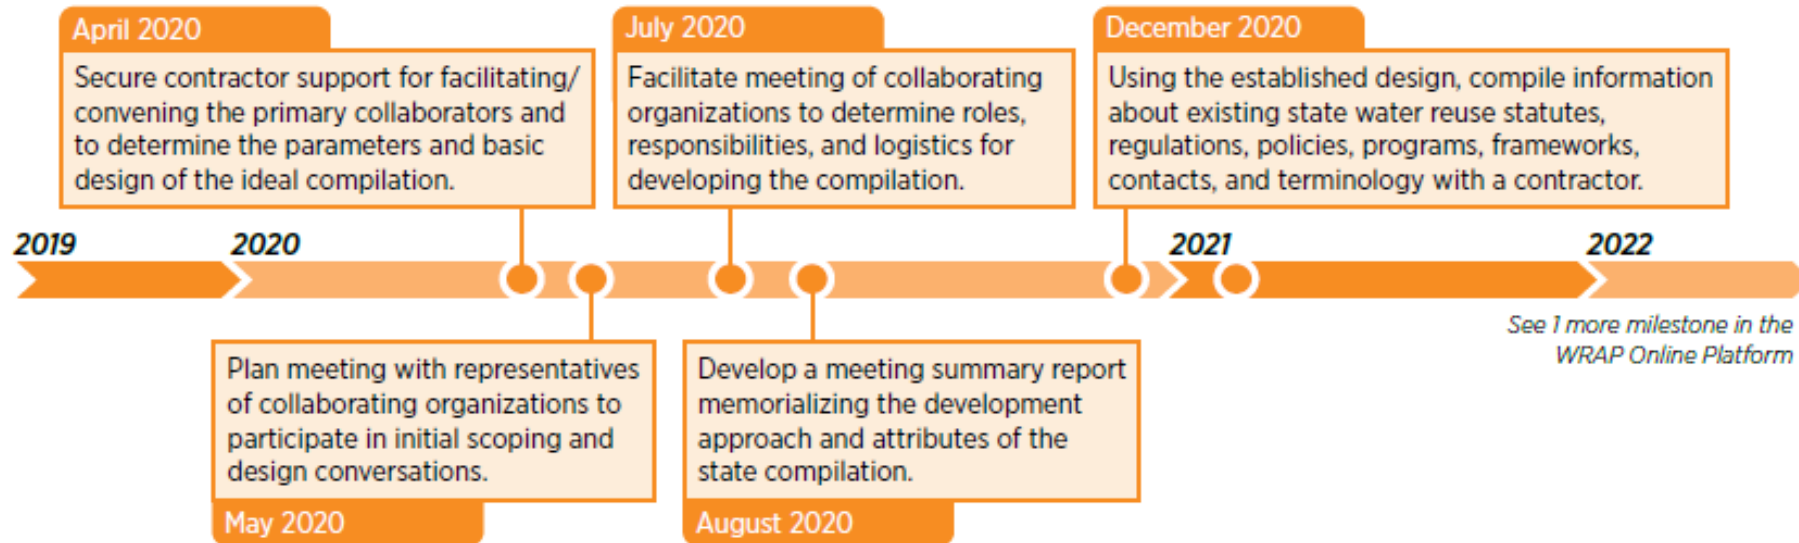 April 2020
Secure contractor support for facilitating/
convening the primary collaborators and
to determine the parameters and basic
design of the ideal compilation.
July 2020
Facilitate meeting of collaborating
organizations to determine roles,
responsibilities, and logistics for
developing the compilation.
December 2020
Using the established design, compile information
about existing state water reuse statutes,
regulations, policies, programs, frameworks,
contacts, and terminology with a contractor.
2019
2020
2021
2022
See 1 more milestone in the
WRAP Online Platform
Plan meeting with representatives
of collaborating organizations to
participate in initial scoping and
design conversations.
May 2020
Develop a meeting summary report
memorializing the development
approach and attributes of the
state compilation.
August 2020